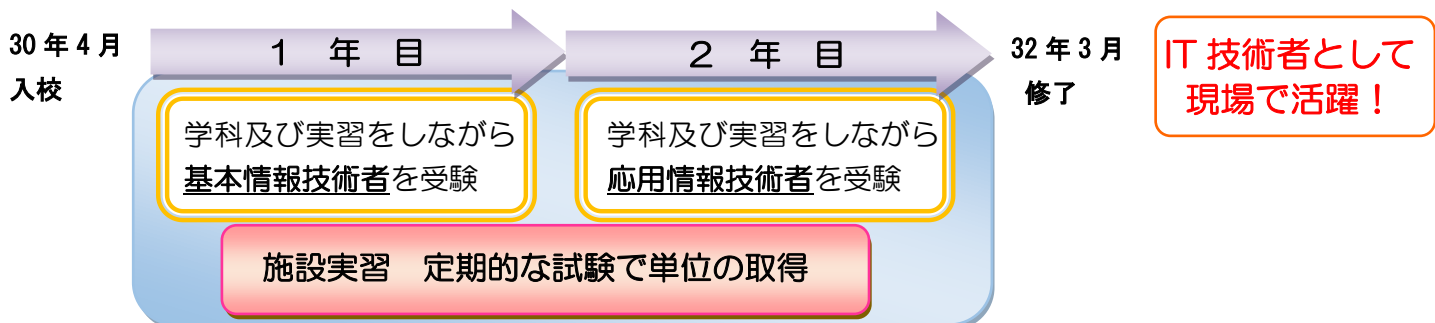 30年4月
入校
1 年 目
2 年 目
32年3月
修了
IT 技術者として
現場で活躍！
学科及び実習をしながら
基本情報技術者を受験
学科及び実習をしながら
応用情報技術者を受験
施設実習 定期的な試験で単位の取得